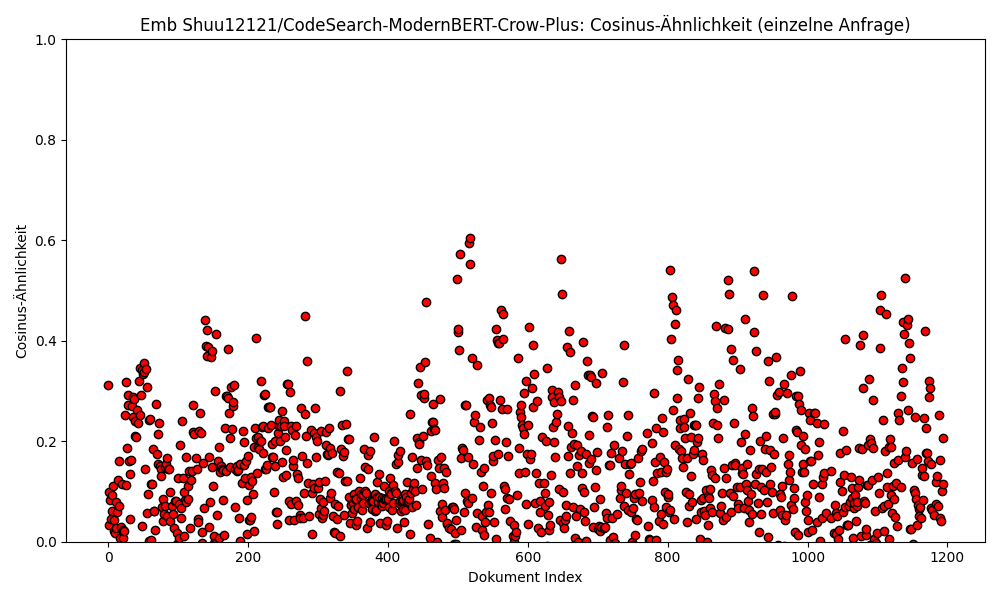 Emb Shuu12121/CodeSearch-ModernBERT-Crow-Plus: Cosinus-Ähnlichkeit (einzelne Anfrage)
1.0
0.8
0.6
0.4
0.2
0.0
Cosinus-Ähnlichkeit
0 200 400 600 800 1000 1200
Dokument Index